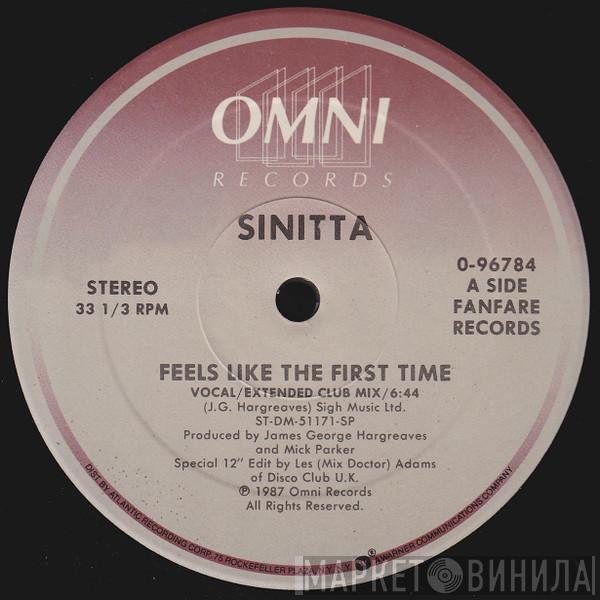 OMNI
RECORDS
SINITTA
STEREO
33 1/3 RPM
0-96784
A SIDE
FANFARE
RECORDS
FEELS LIKE THE FIRST TIME
VOCAL/EXTENDED CLUB MIX/6:44
(J.G. Hargreaves) Sigh Music Ltd.
ST-DM-51171-SP
Produced by James George Hargreaves
and Mick Parker
Special 12" Edit by Les (Mix Doctor) Adams
of Disco Club U.K.
℗ 1987 Omni Records
All Rights Reserved.
DIST. BY ATLANTIC RECORDING CORP. 75 ROCKEFELLER PLAZA, N.Y., N.Y. ® A WARNER COMMUNICATIONS COMPANY
МАРКЕТ ВИНИЛА